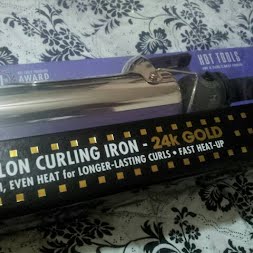 AWARD
HOT TOOLS
LON CURLING IRON - 24K GOLD
, EVEN HEAT for LONGER-LASTING CURLS • FAST HEAT-UP